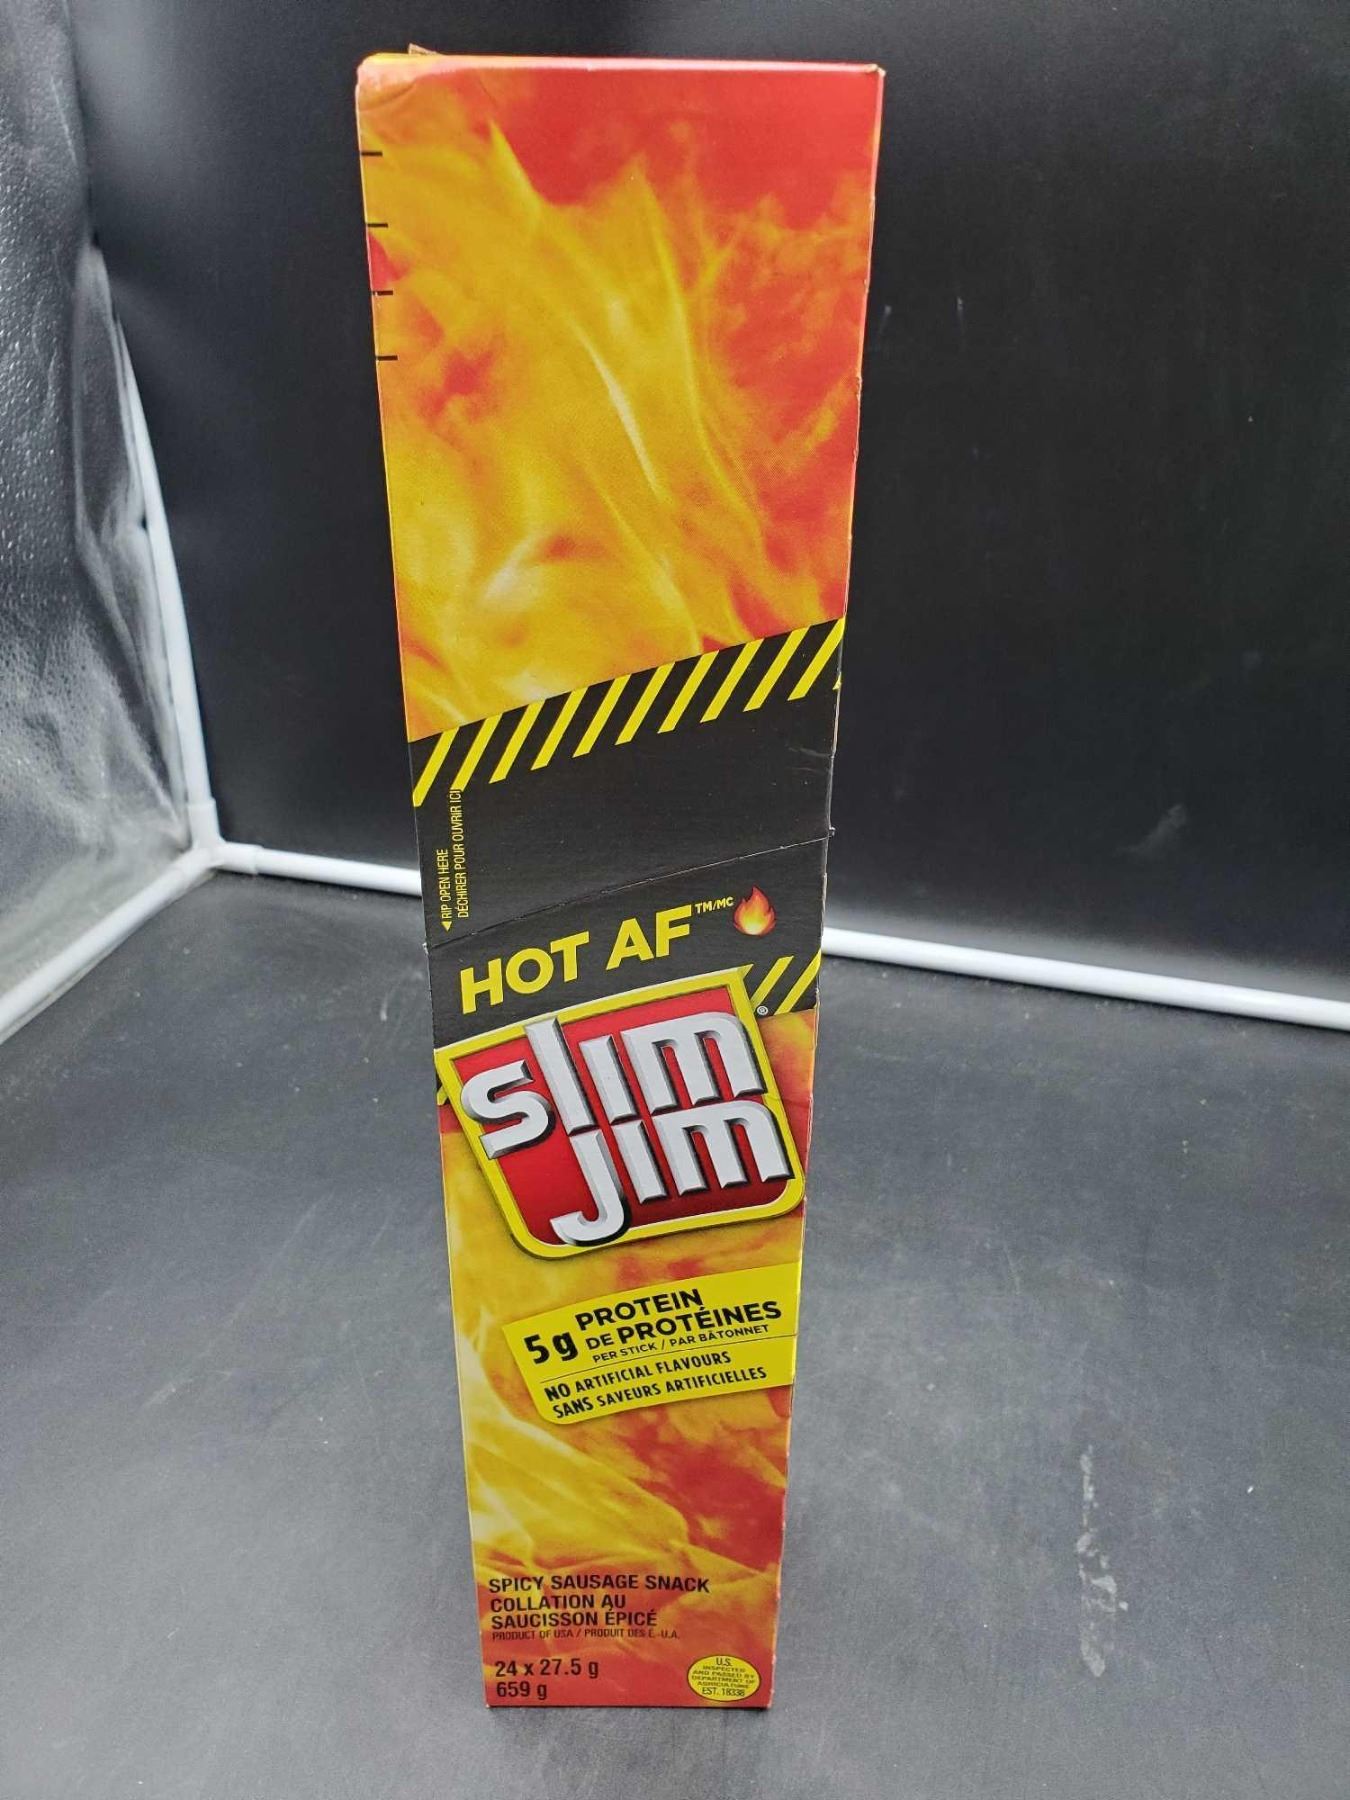 ◀ RIP OPEN HERE
DÉCHIRER POUR OUVRIR ICI
HOT AF™/MC
slim
jim®
5 g PROTEIN
DE PROTÉINES
PER STICK / PAR BÂTONNET
NO ARTIFICIAL FLAVOURS
SANS SAVEURS ARTIFICIELLES
SPICY SAUSAGE SNACK
COLLATION AU
SAUCISSON ÉPICÉ
PRODUCT OF USA / PRODUIT DES É.-U.A.
24 x 27.5 g
659 g
U.S.
INSPECTED
AND PASSED BY
DEPARTMENT OF
AGRICULTURE
EST. 18338